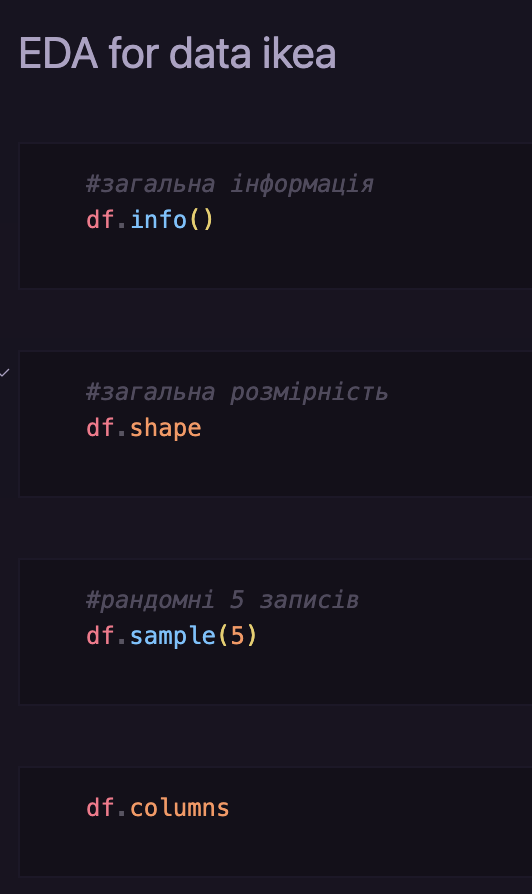 EDA for data ikea
#загальна інформація
df.info()
#загальна розмірність
df.shape
#рандомні 5 записів
df.sample(5)
df.columns